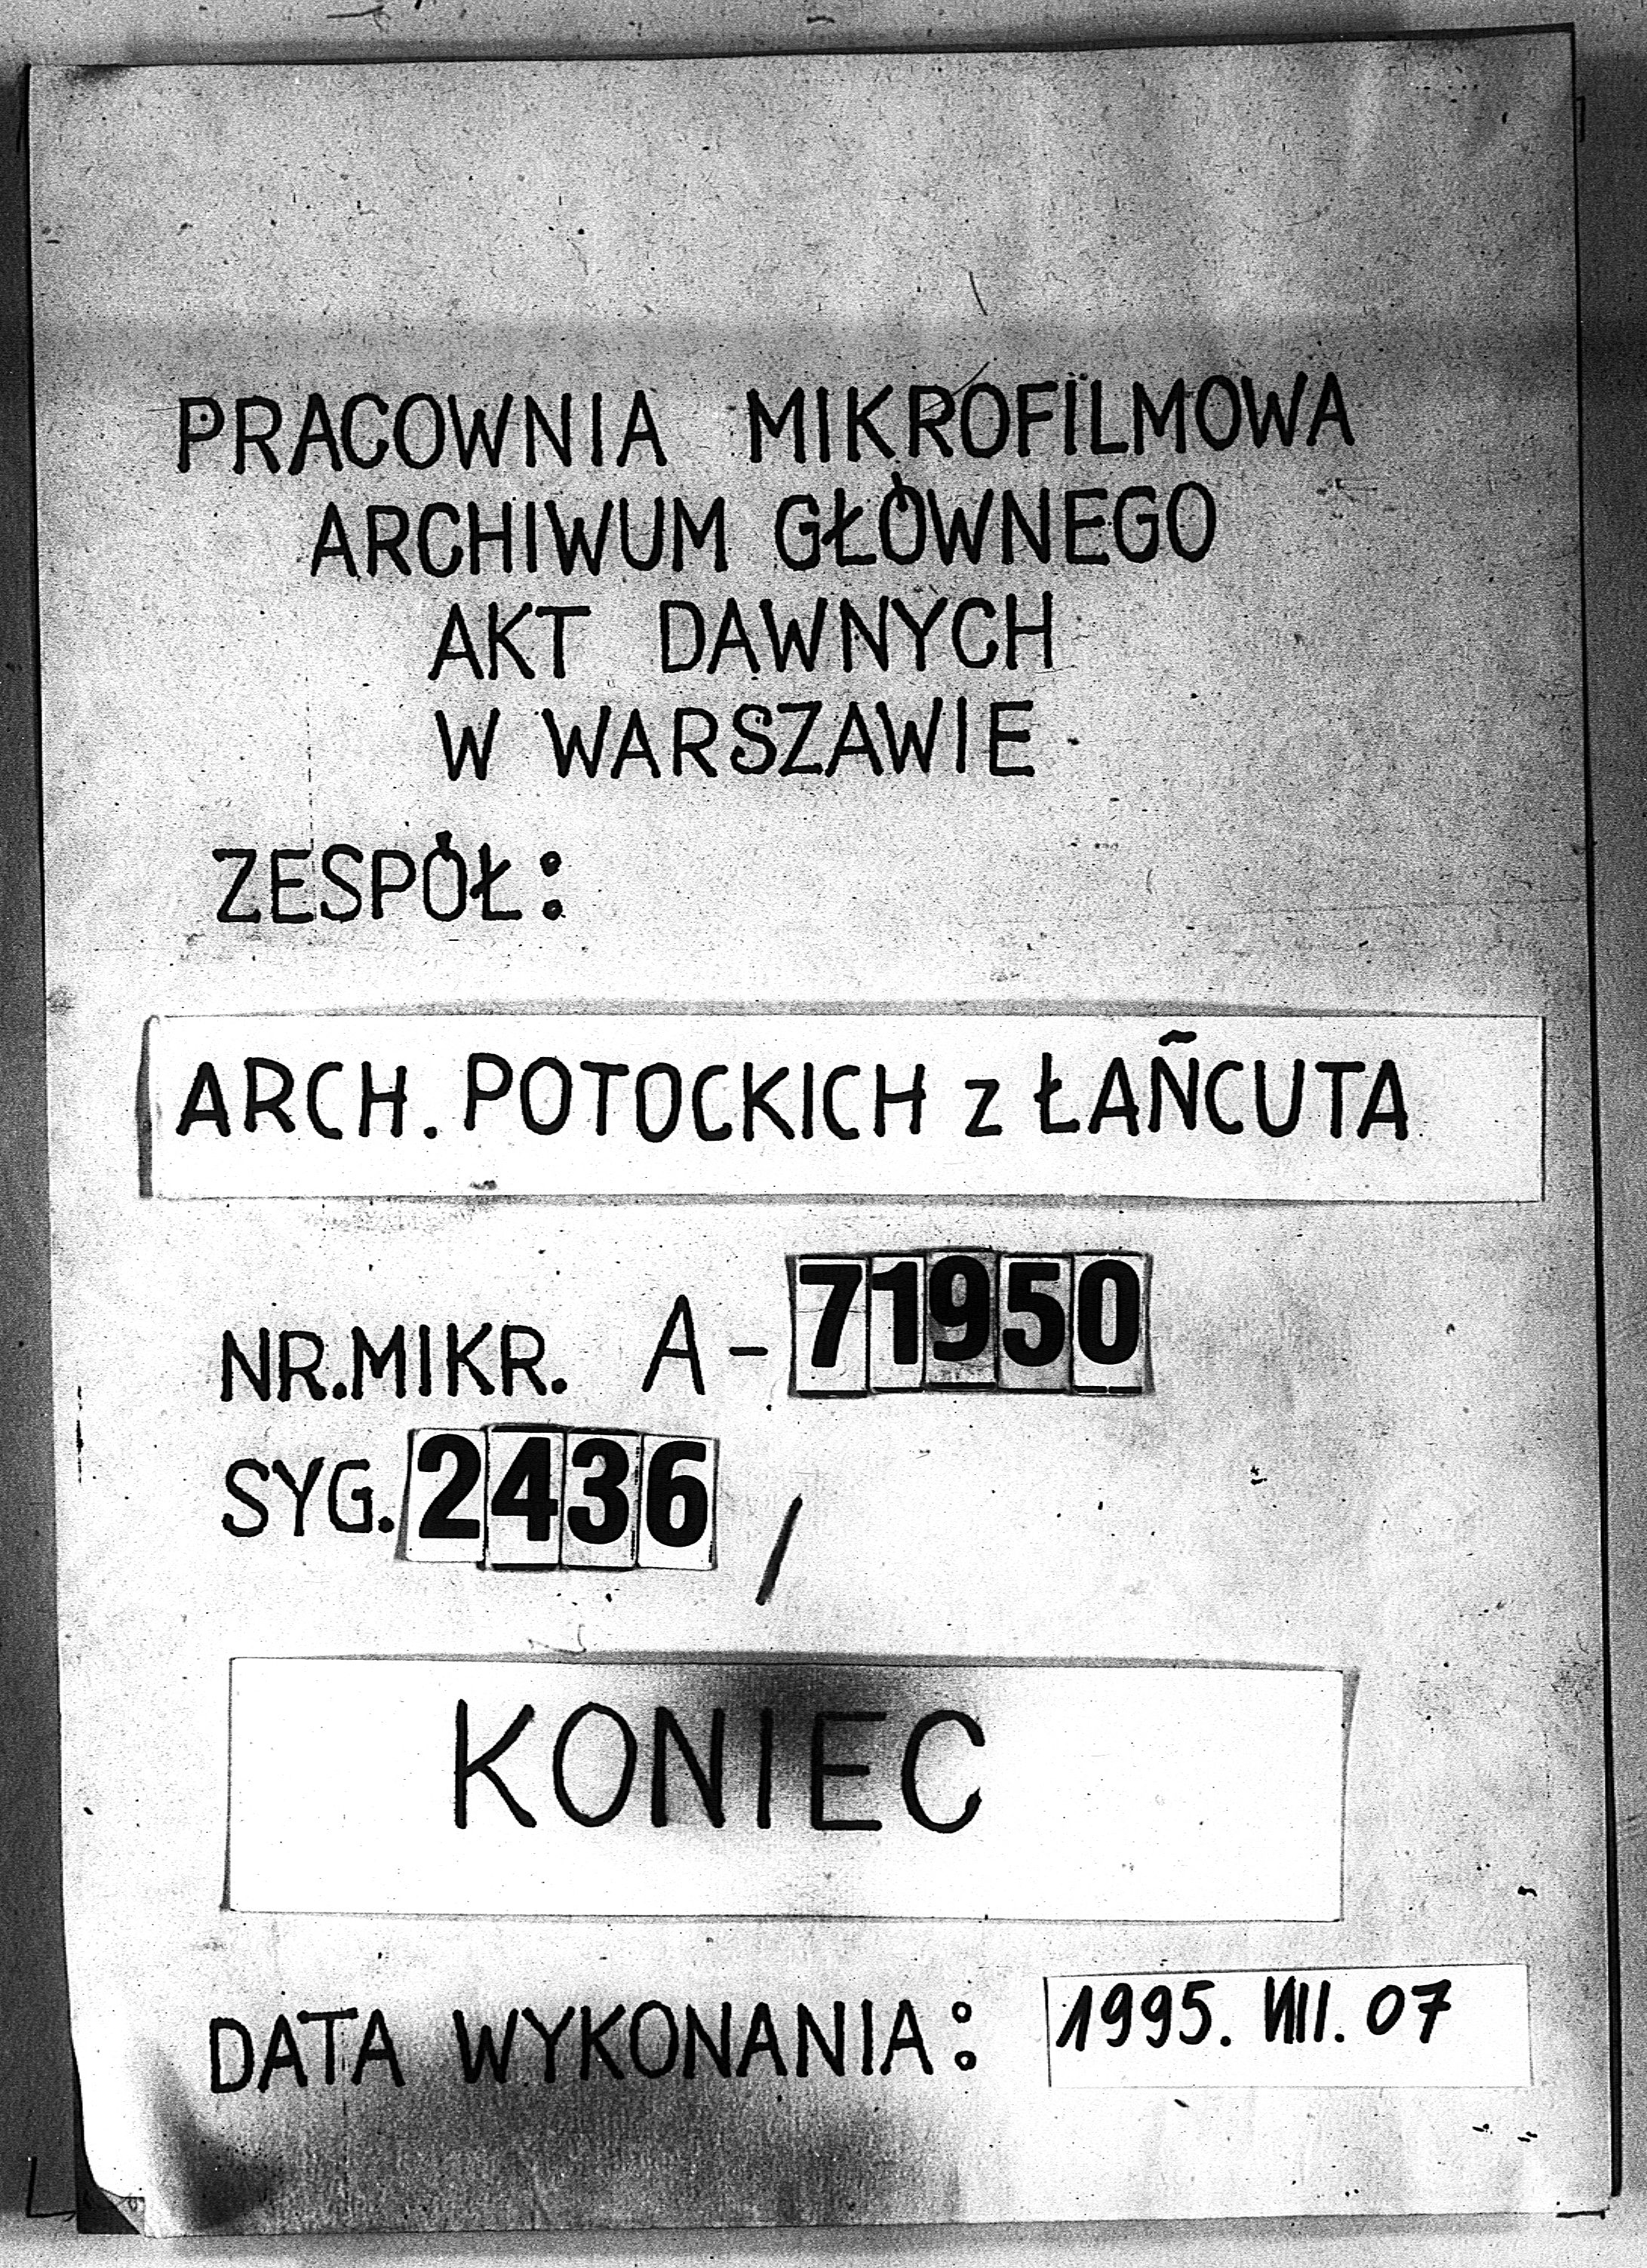 PRACOWNIA MIKROFILMOWA
ARCHIWUM GŁÓWNEGO
AKT DAWNYCH
W WARSZAWIE
ZESPÓŁ:
ARCH. POTOCKICH z ŁAŃCUTA
NR.MIKR. A-71950
SYG. 2436 /
KONIEC
DATA WYKONANIA: 1995. VIII. 07